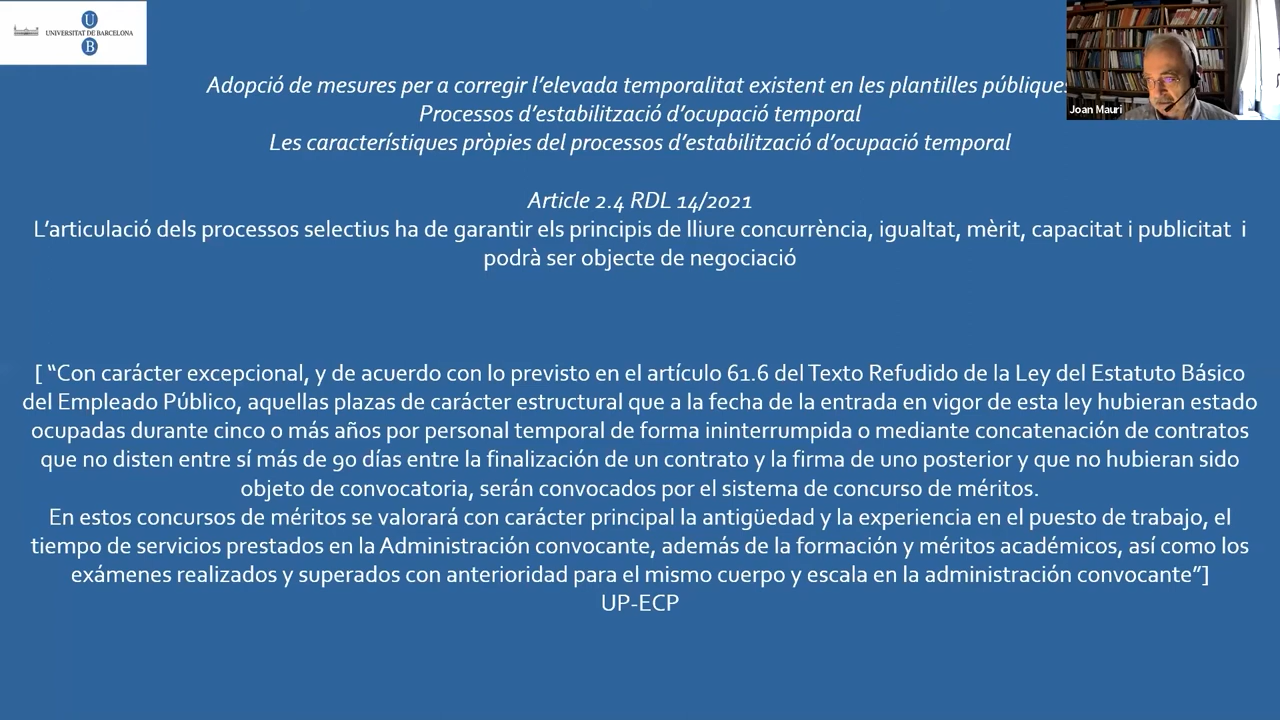 U
UNIVERSITAT DE BARCELONA
B
Joan Mauri
Adopció de mesures per a corregir l'elevada temporalitat existent en les plantilles públiques
Processos d'estabilització d'ocupació temporal
Les característiques pròpies del processos d'estabilització d'ocupació temporal
Article 2.4 RDL 14/2021
L'articulació dels processos selectius ha de garantir els principis de lliure concurrència, igualtat, mèrit, capacitat i publicitat i
podrà ser objecte de negociació
[ “Con carácter excepcional, y de acuerdo con lo previsto en el artículo 61.6 del Texto Refudido de la Ley del Estatuto Básico
del Empleado Público, aquellas plazas de carácter estructural que a la fecha de la entrada en vigor de esta ley hubieran estado
ocupadas durante cinco o más años por personal temporal de forma ininterrumpida o mediante concatenación de contratos
que no disten entre sí más de 90 días entre la finalización de un contrato y la firma de uno posterior y que no hubieran sido
objeto de convocatoria, serán convocados por el sistema de concurso de méritos.
En estos concursos de méritos se valorará con carácter principal la antigüedad y la experiencia en el puesto de trabajo, el
tiempo de servicios prestados en la Administración convocante, además de la formación y méritos académicos, así como los
exámenes realizados y superados con anterioridad para el mismo cuerpo y escala en la administración convocante”]
UP-ECP